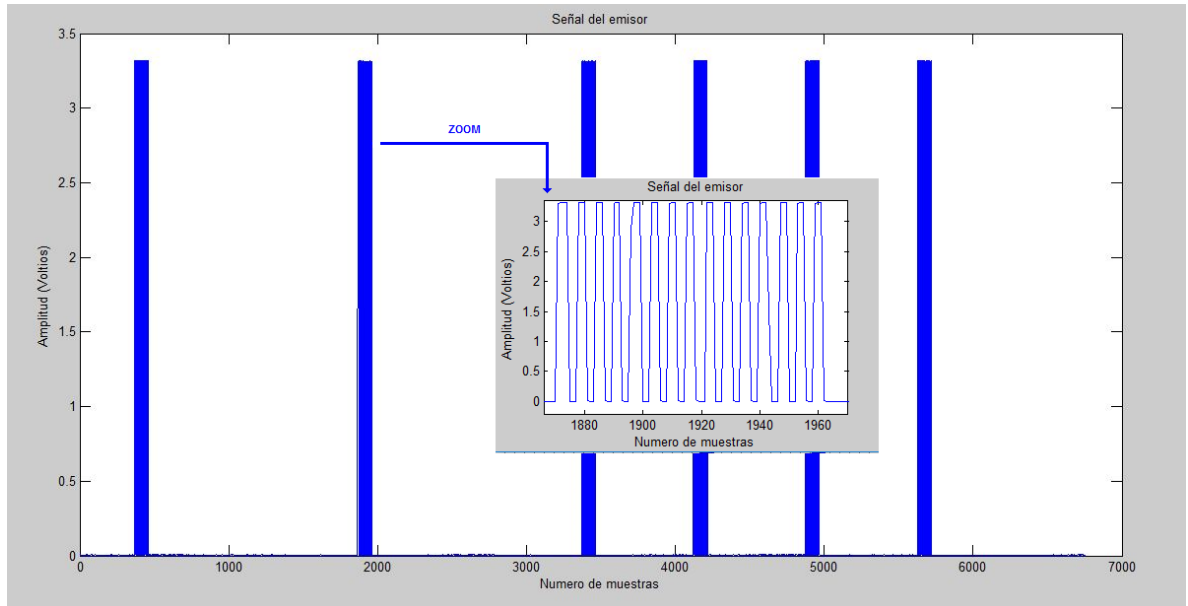 Señal del emisor
3.5
3
2.5
2
1.5
1
0.5
0
Amplitud (Voltios)
ZOOM
Señal del emisor
3
2.5
2
1.5
1
0.5
0
Amplitud (Voltios)
1880 1900 1920 1940 1960
Numero de muestras
0 1000 2000 3000 4000 5000 6000 7000
Numero de muestras